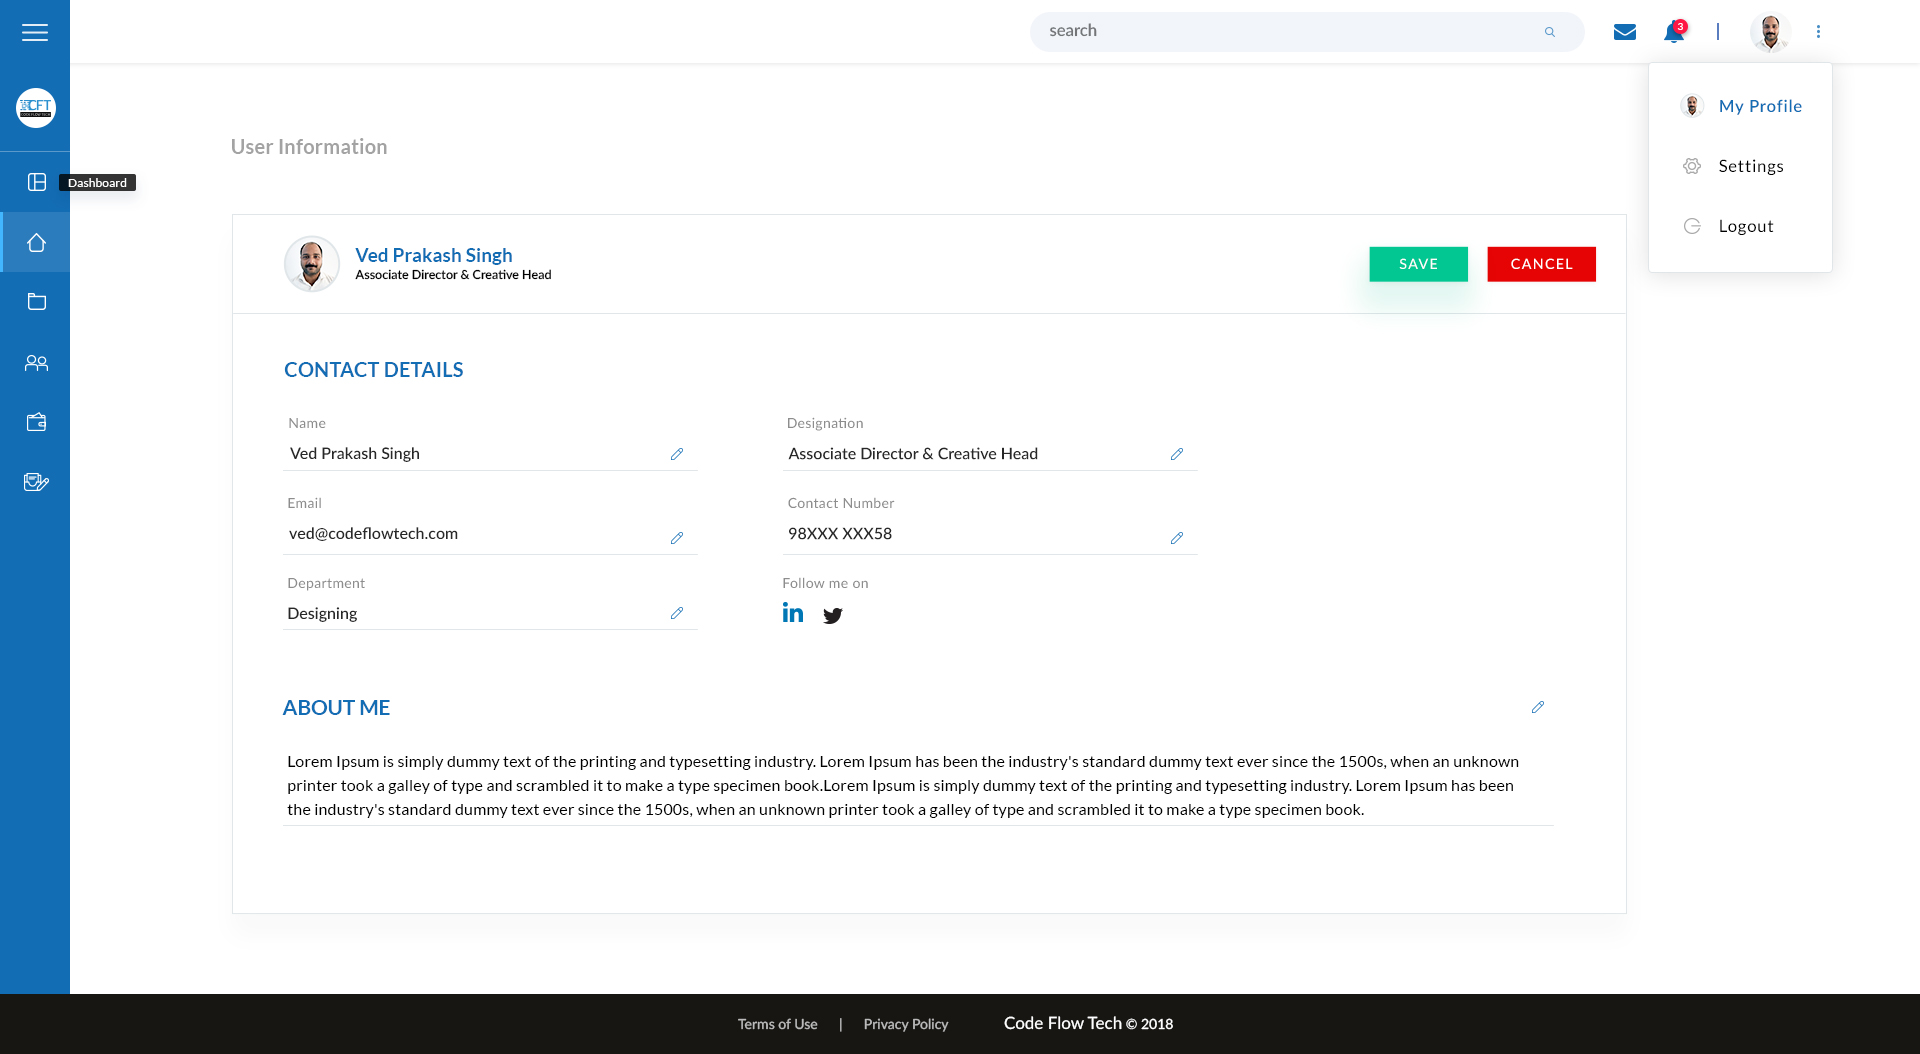 search
3
CFT
CODE FLOW TECH
My Profile
User Information
Settings
Dashboard
Logout
Ved Prakash Singh
Associate Director & Creative Head
SAVE
CANCEL
CONTACT DETAILS
Name
Designation
Ved Prakash Singh
Associate Director & Creative Head
Email
Contact Number
ved@codeflowtech.com
98XXX XXX58
Department
Follow me on
Designing
in
ABOUT ME
Lorem Ipsum is simply dummy text of the printing and typesetting industry. Lorem Ipsum has been the industry's standard dummy text ever since the 1500s, when an unknown
printer took a galley of type and scrambled it to make a type specimen book.Lorem Ipsum is simply dummy text of the printing and typesetting industry. Lorem Ipsum has been
the industry's standard dummy text ever since the 1500s, when an unknown printer took a galley of type and scrambled it to make a type specimen book.
Terms of Use | Privacy Policy Code Flow Tech © 2018